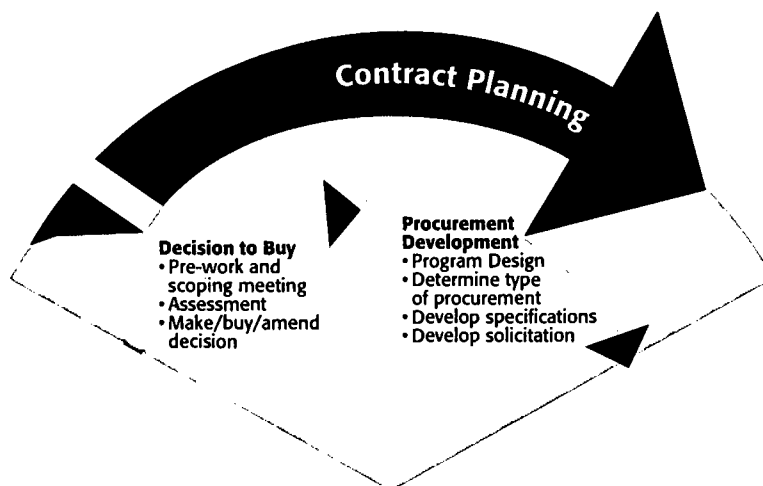 Contract Planning
Decision to Buy
• Pre-work and
scoping meeting
• Assessment
• Make/buy/amend
decision
Procurement
Development
• Program Design
• Determine type
of procurement
• Develop specifications
• Develop solicitation